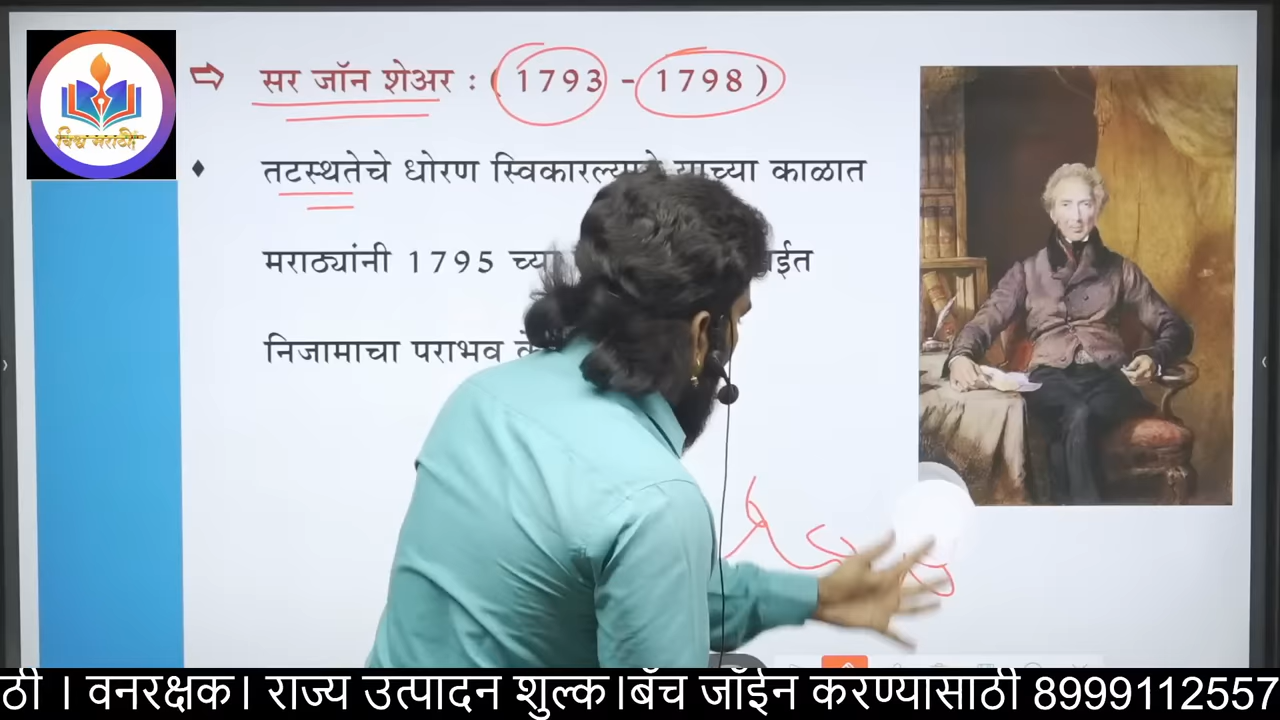 विश्व मराठी
⇨ सर जॉन शेअर : ( 1793 - 1798 )
♦ तटस्थतेचे धोरण स्विकारल्याने याच्या काळात
मराठ्यांनी 1795 च्या
निजामाचा पराभव
ठी । वनरक्षक। राज्य उत्पादन शुल्क।बॅच जॉईन करण्यासाठी 8999112557